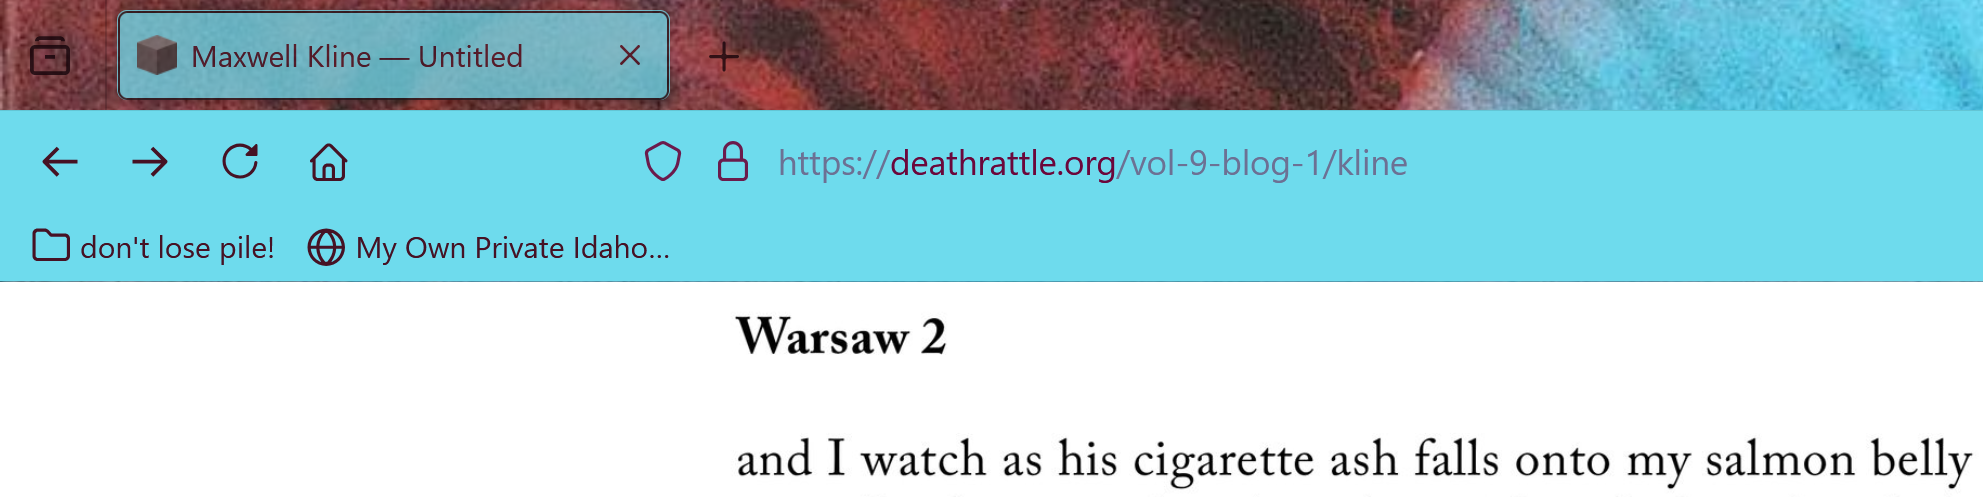 Maxwell Kline — Untitled
https://deathrattle.org/vol-9-blog-1/kline
don't lose pile! My Own Private Idaho...
Warsaw 2
and I watch as his cigarette ash falls onto my salmon belly